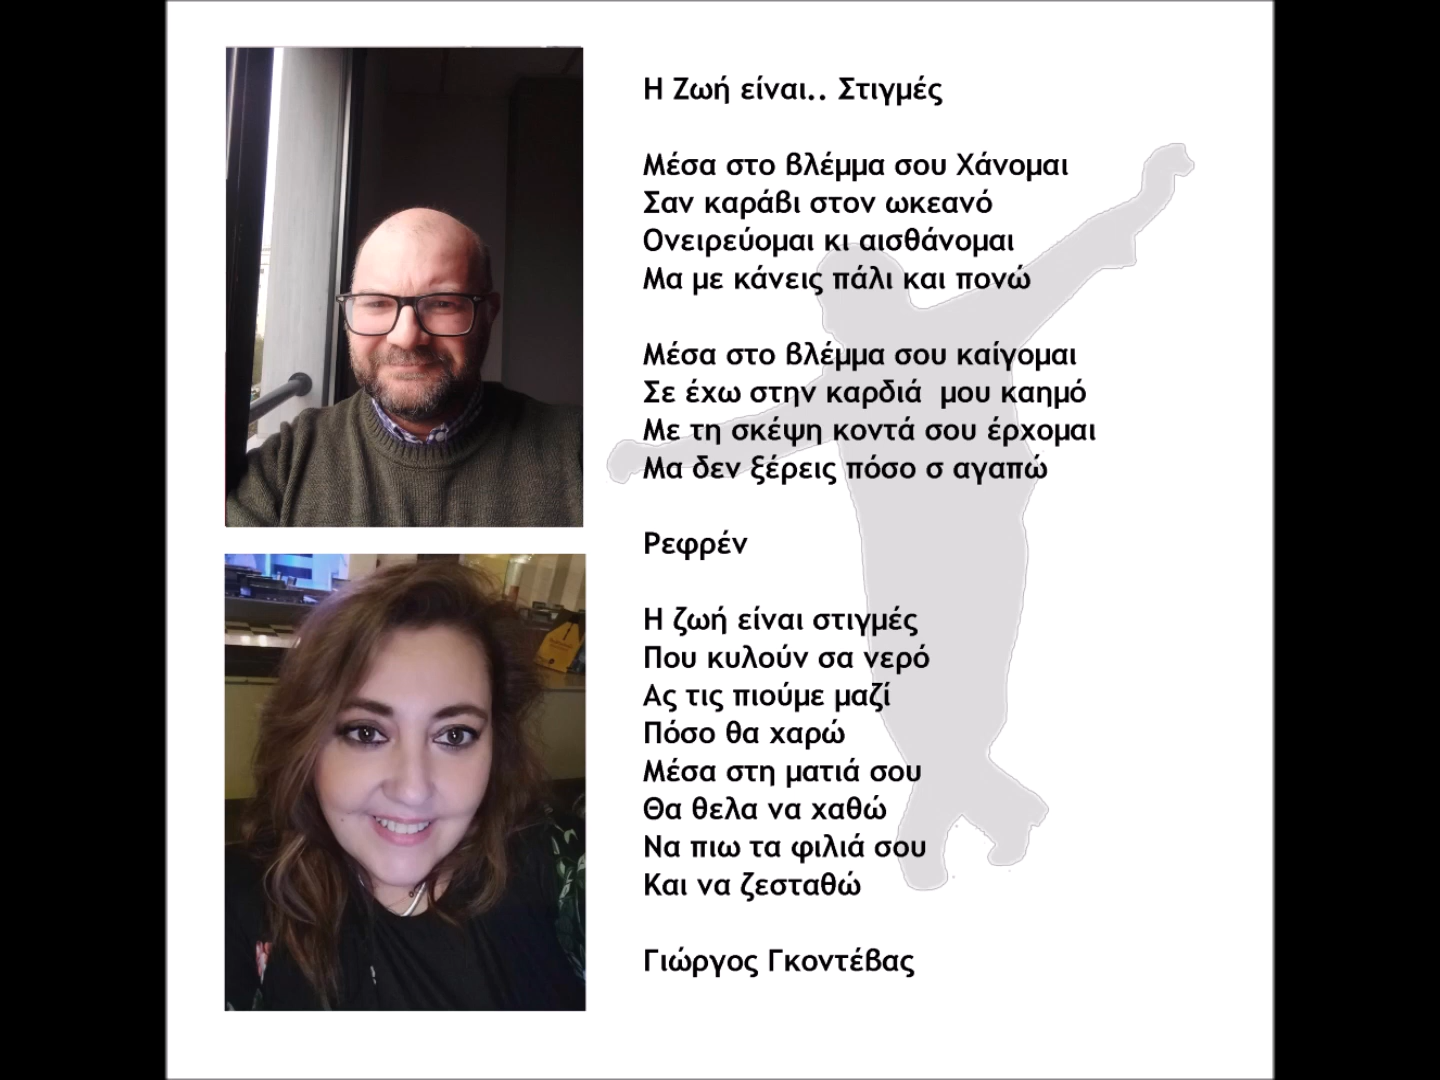 Η Ζωή είναι.. Στιγμές
Μέσα στο βλέμμα σου Χάνομαι
Σαν καράβι στον ωκεανό
Ονειρεύομαι κι αισθάνομαι
Μα με κάνεις πάλι και πονώ
Μέσα στο βλέμμα σου καίγομαι
Σε έχω στην καρδιά  μου καημό
Με τη σκέψη κοντά σου έρχομαι
Μα δεν ξέρεις πόσο σ αγαπώ
Ρεφρέν
Η ζωή είναι στιγμές
Που κυλούν σα νερό
Ας τις πιούμε μαζί
Πόσο θα χαρώ
Μέσα στη ματιά σου
Θα θελα να χαθώ
Να πιω τα φιλιά σου
Και να ζεσταθώ
Γιώργος Γκοντέβας